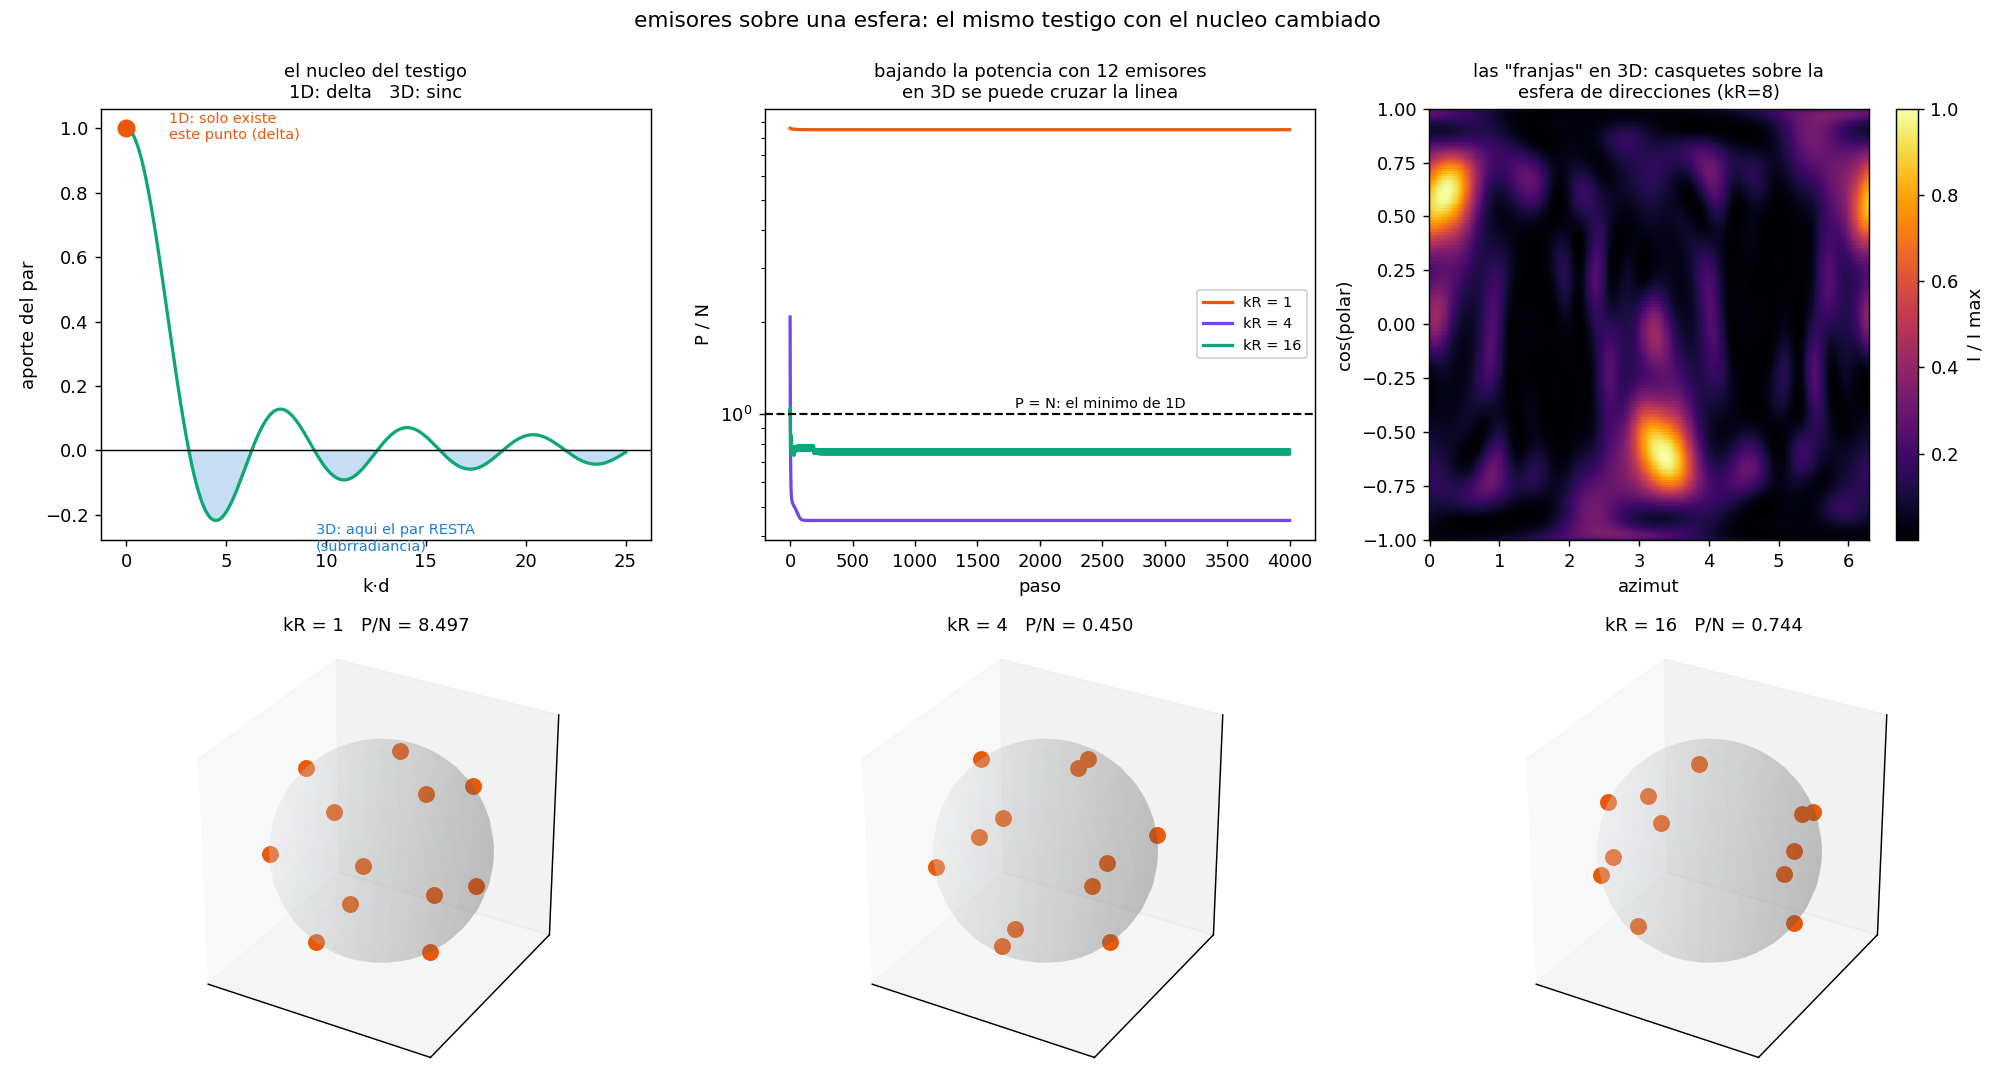 emisores sobre una esfera: el mismo testigo con el nucleo cambiado
el nucleo del testigo
1D: delta   3D: sinc
1D: solo existe
este punto (delta)
3D: aqui el par RESTA
(subrradiancia)
aporte del par
1.0
0.8
0.6
0.4
0.2
0.0
−0.2
0
5
10
15
20
25
k·d
bajando la potencia con 12 emisores
en 3D se puede cruzar la linea
P / N
10⁰
kR = 1
kR = 4
kR = 16
P = N: el minimo de 1D
0
500
1000
1500
2000
2500
3000
3500
4000
paso
las "franjas" en 3D: casquetes sobre la
esfera de direcciones (kR=8)
cos(polar)
1.00
0.75
0.50
0.25
0.00
−0.25
−0.50
−0.75
−1.00
0
1
2
3
4
5
6
azimut
1.0
0.8
0.6
0.4
0.2
I / I max
kR = 1   P/N = 8.497
kR = 4   P/N = 0.450
kR = 16   P/N = 0.744